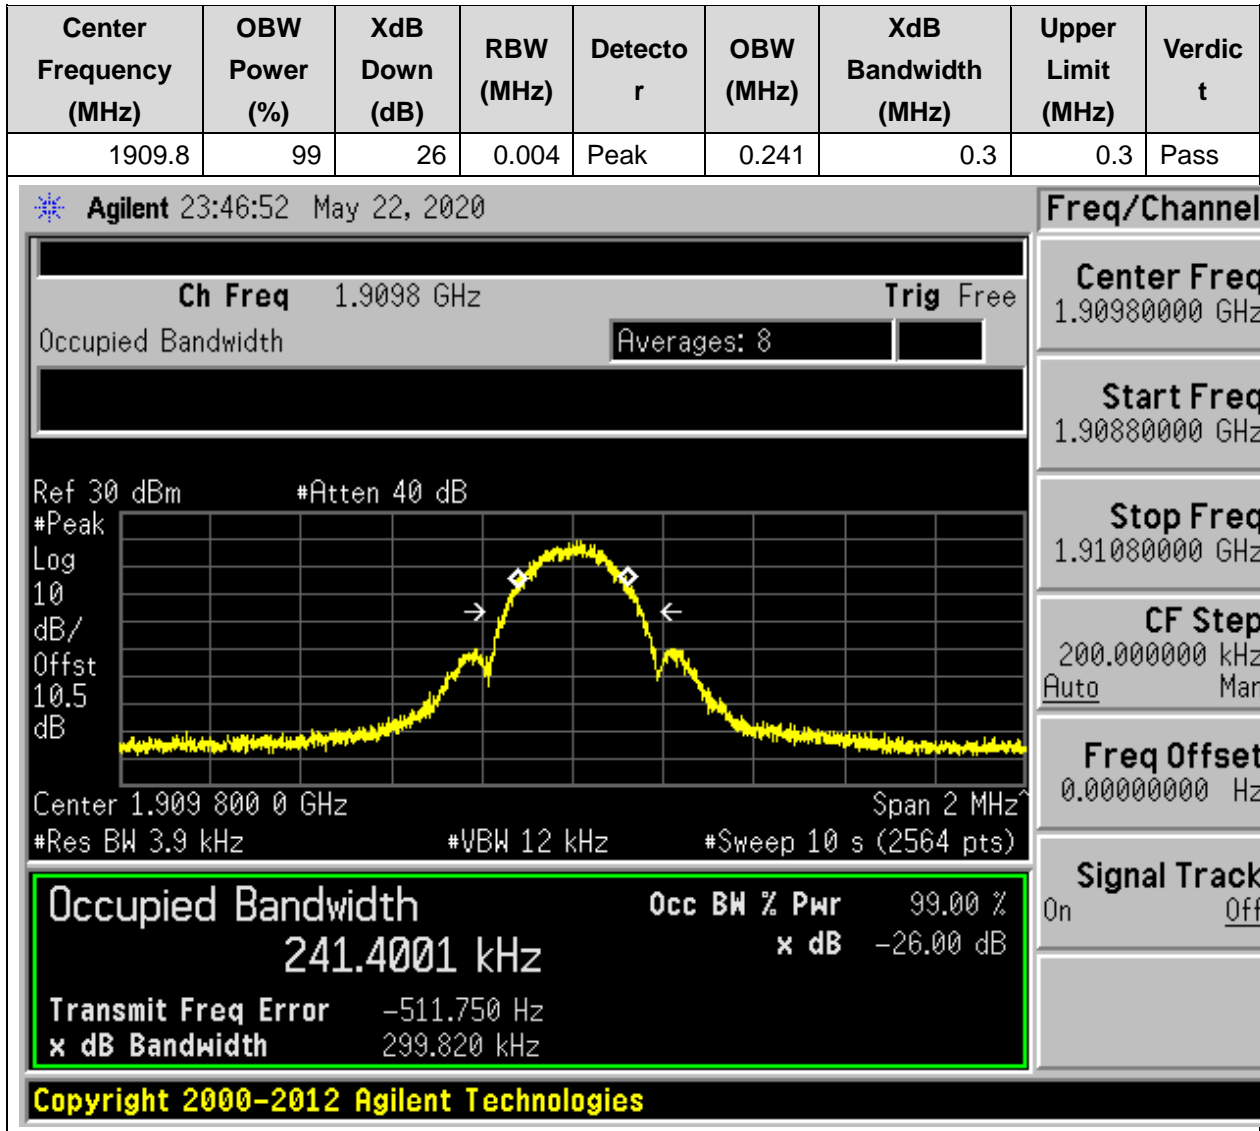 Center Frequency (MHz) OBW Power (%) XdB Down (dB) RBW (MHz) Detecto r OBW (MHz) XdB Bandwidth (MHz) Upper Limit (MHz) Verdic t
1909.8 99 26 0.004 Peak 0.241 0.3 0.3 Pass
Agilent 23:46:52 May 22, 2020
Freq/Channel
Ch Freq 1.9098 GHz Trig Free
Occupied Bandwidth Averages: 8
Center Freq
1.90980000 GHz
Start Freq
1.90880000 GHz
Stop Freq
1.91080000 GHz
CF Step
200.000000 kHz
Auto Man
Freq Offset
0.00000000 Hz
Signal Track
On Off
Ref 30 dBm #Atten 40 dB
#Peak
Log
10
dB/
Offst
10.5
dB
Center 1.909 800 0 GHz Span 2 MHz^
#Res BW 3.9 kHz #VBW 12 kHz #Sweep 10 s (2564 pts)
Occupied Bandwidth Occ BW % Pwr 99.00 %
241.4001 kHz x dB -26.00 dB
Transmit Freq Error -511.750 Hz
x dB Bandwidth 299.820 kHz
Copyright 2000-2012 Agilent Technologies